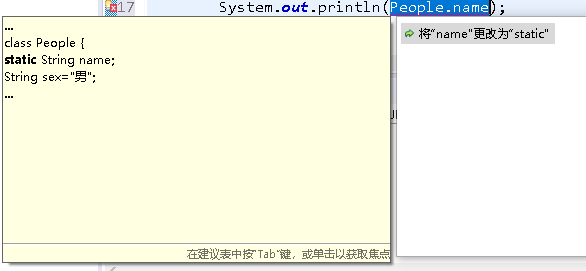 17 System.out.println(People.name);
...
class People {
static String name;
String sex="男";
...
将"name"更改为"static"
在建议表中按"Tab"键，或单击以获取焦点